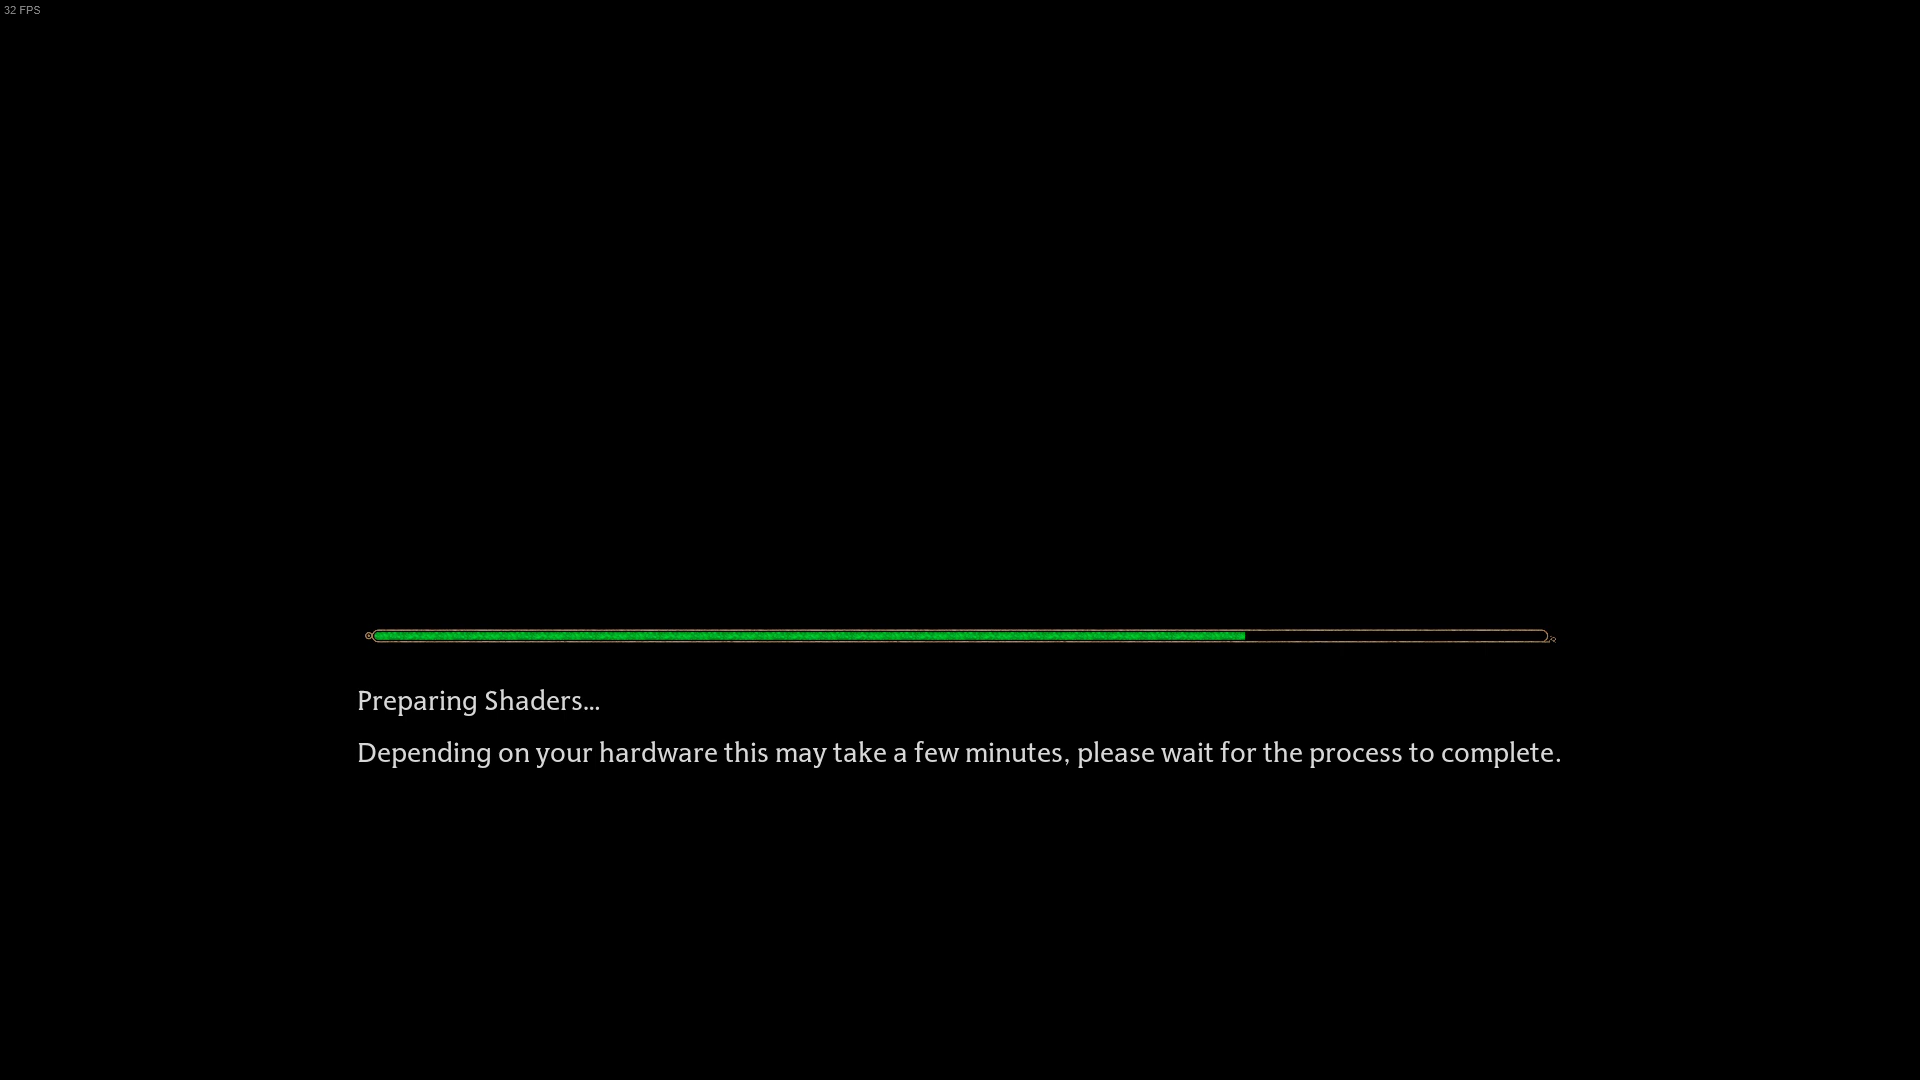 32 FPS
Preparing Shaders...
Depending on your hardware this may take a few minutes, please wait for the process to complete.